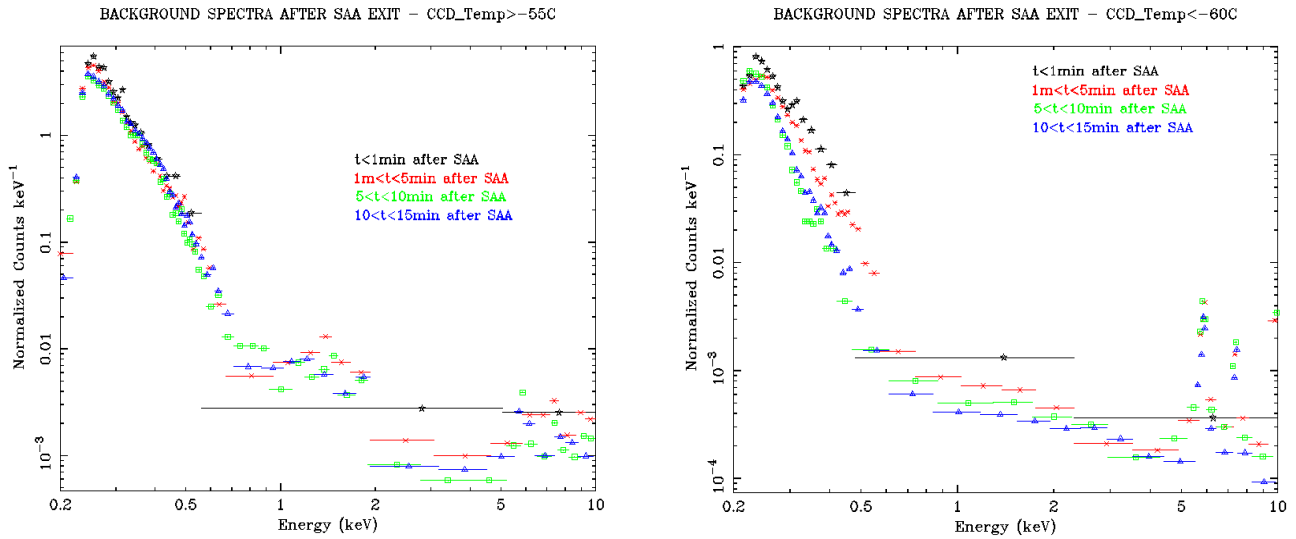 BACKGROUND SPECTRA AFTER SAA EXIT − CCD_Temp>−55C
Normalized Counts keV⁻¹
1
0.1
0.01
10⁻³
t<1min after SAA
1m<t<5min after SAA
5<t<10min after SAA
10<t<15min after SAA
0.2 0.5 1 2 5 10
Energy (keV)
BACKGROUND SPECTRA AFTER SAA EXIT − CCD_Temp<−60C
Normalized Counts keV⁻¹
1
0.1
0.01
10⁻³
10⁻⁴
t<1min after SAA
1m<t<5min after SAA
5<t<10min after SAA
10<t<15min after SAA
0.2 0.5 1 2 5 10
Energy (keV)